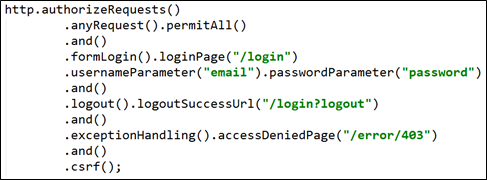 http.authorizeRequests()
.anyRequest().permitAll()
.and()
.formLogin().loginPage("/login")
.usernameParameter("email").passwordParameter("password")
.and()
.logout().logoutSuccessUrl("/login?logout")
.and()
.exceptionHandling().accessDeniedPage("/error/403")
.and()
.csrf();